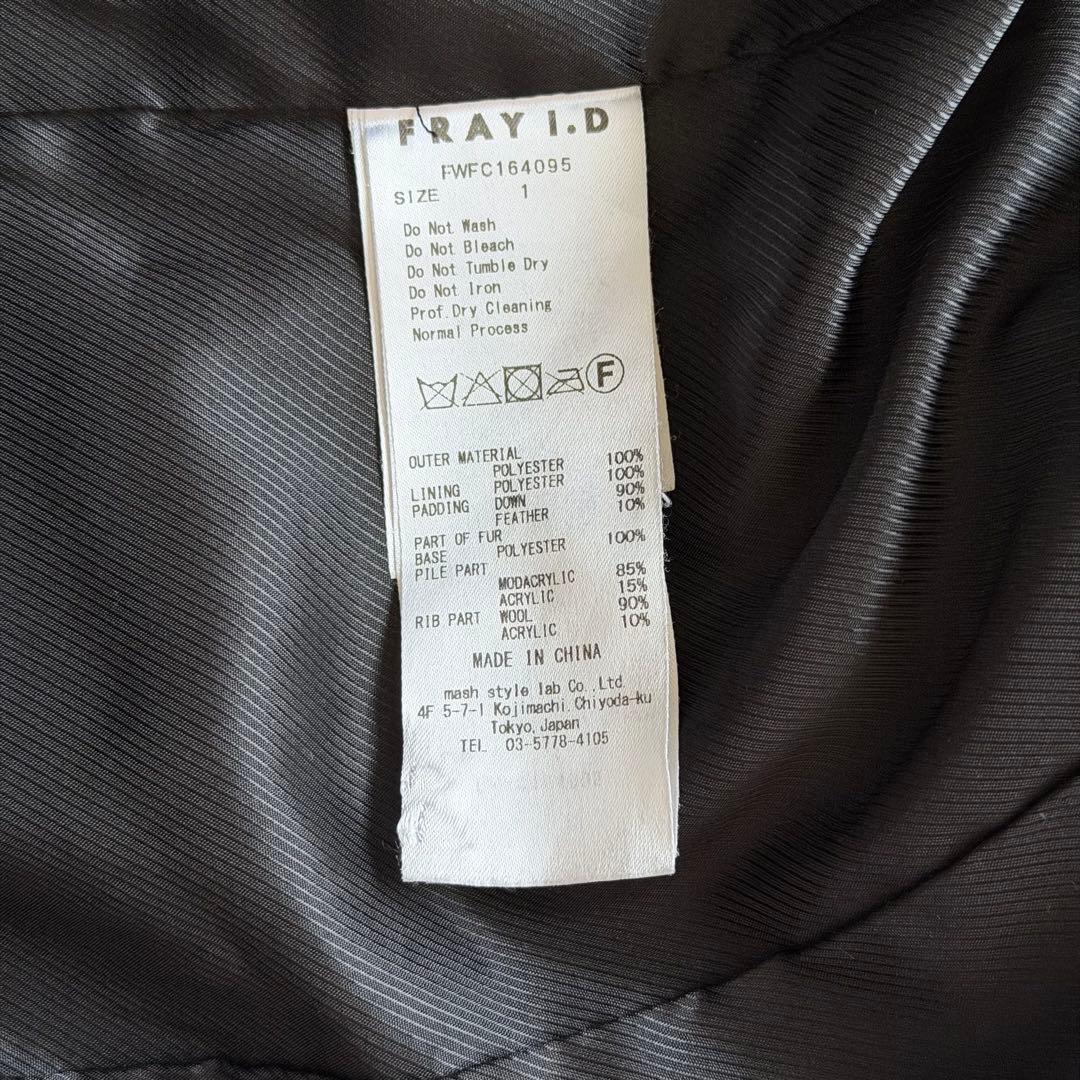 FRAY I.D
FWFC164095
SIZE 1
Do Not Wash
Do Not Bleach
Do Not Tumble Dry
Do Not Iron
Prof.Dry Cleaning
Normal Process
F
OUTER MATERIAL
POLYESTER 100%
LINING POLYESTER 100%
PADDING DOWN 90%
FEATHER 10%
PART OF FUR
BASE POLYESTER 100%
PILE PART
MODACRYLIC 85%
ACRYLIC 15%
RIB PART WOOL 90%
ACRYLIC 10%
MADE IN CHINA
mash style lab Co.,Ltd
4F 5-7-1 Kojimachi.Chiyoda-ku
Tokyo,Japan
TEL 03-5778-4105